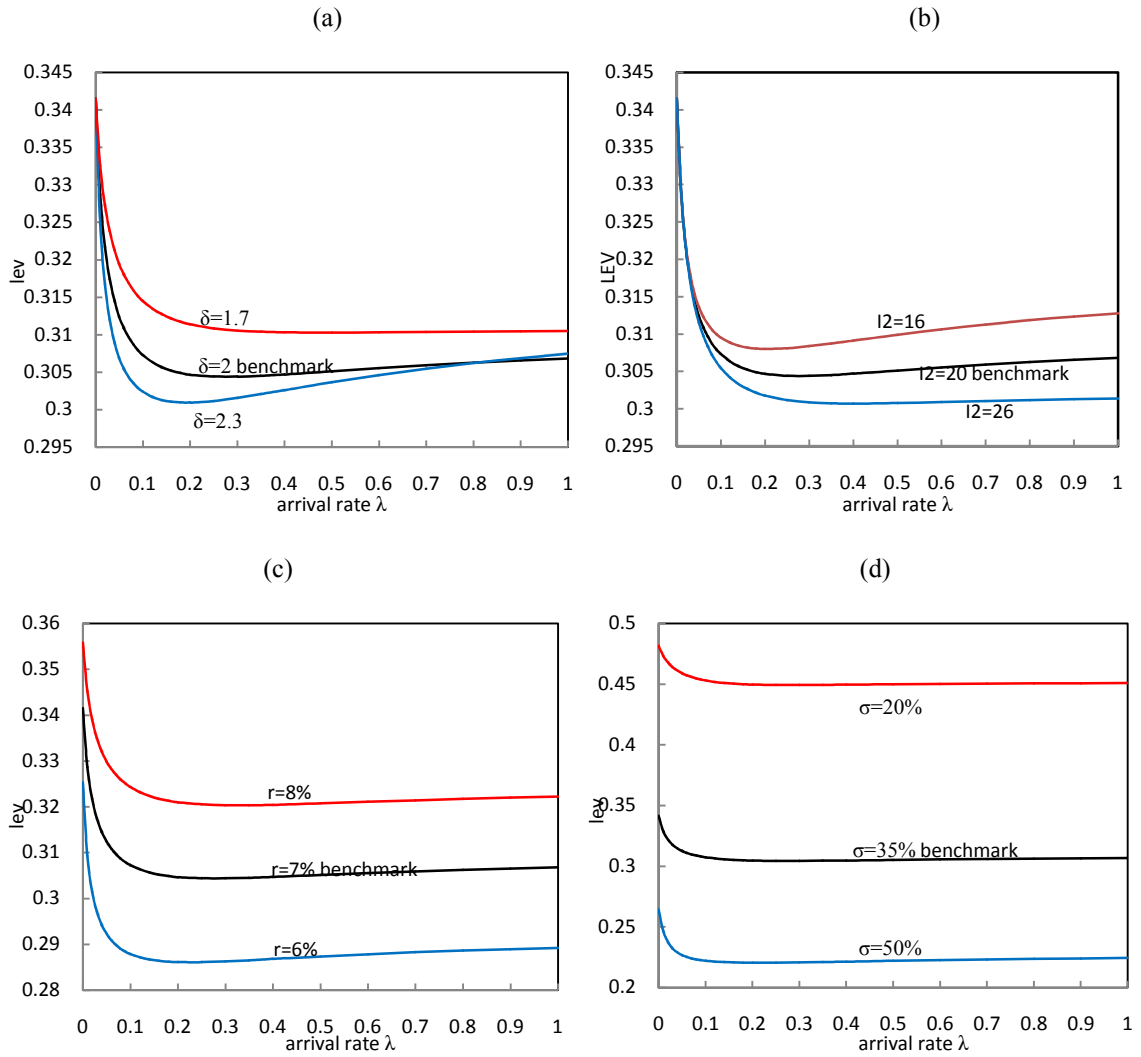 (a)
0.345
0.34
0.335
0.33
0.325
0.32
0.315
0.31
0.305
0.3
0.295
lev
δ=1.7
δ=2 benchmark
δ=2.3
0 0.1 0.2 0.3 0.4 0.5 0.6 0.7 0.8 0.9 1
arrival rate λ
(b)
0.345
0.34
0.335
0.33
0.325
0.32
0.315
0.31
0.305
0.3
0.295
LEV
I2=16
I2=20 benchmark
I2=26
0 0.1 0.2 0.3 0.4 0.5 0.6 0.7 0.8 0.9 1
arrival rate λ
(c)
0.36
0.35
0.34
0.33
0.32
0.31
0.3
0.29
0.28
lev
r=8%
r=7% benchmark
r=6%
0 0.1 0.2 0.3 0.4 0.5 0.6 0.7 0.8 0.9 1
arrival rate λ
(d)
0.5
0.45
0.4
0.35
0.3
0.25
0.2
lev
σ=20%
σ=35% benchmark
σ=50%
0 0.1 0.2 0.3 0.4 0.5 0.6 0.7 0.8 0.9 1
arrival rate λ